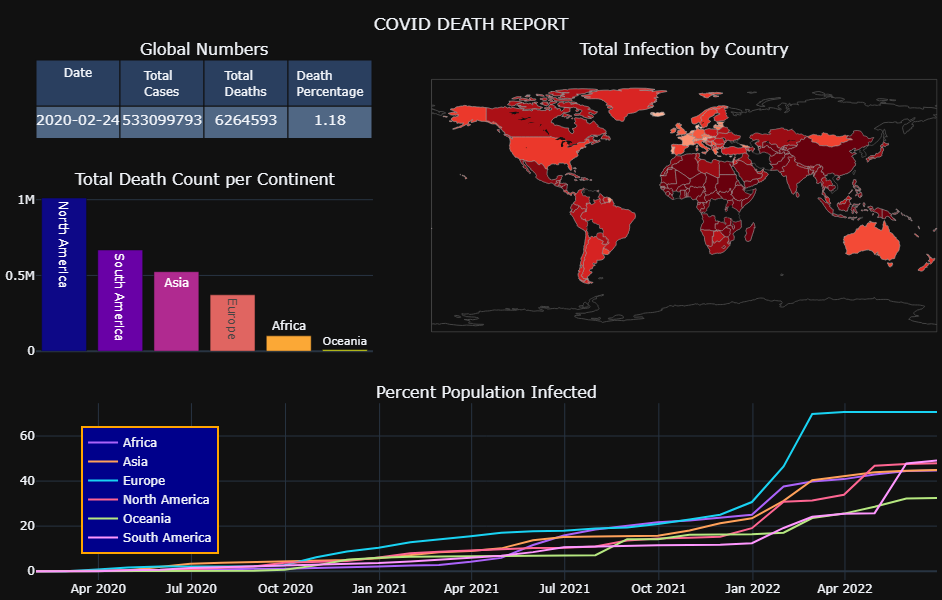 COVID DEATH REPORT
Global Numbers
Date
Total
Cases
Total
Deaths
Death
Percentage
2020-02-24
533099793
6264593
1.18
Total Infection by Country
Total Death Count per Continent
1M
0.5M
0
North America
South America
Asia
Europe
Africa
Oceania
Percent Population Infected
60
40
20
0
Africa
Asia
Europe
North America
Oceania
South America
Apr 2020
Jul 2020
Oct 2020
Jan 2021
Apr 2021
Jul 2021
Oct 2021
Jan 2022
Apr 2022